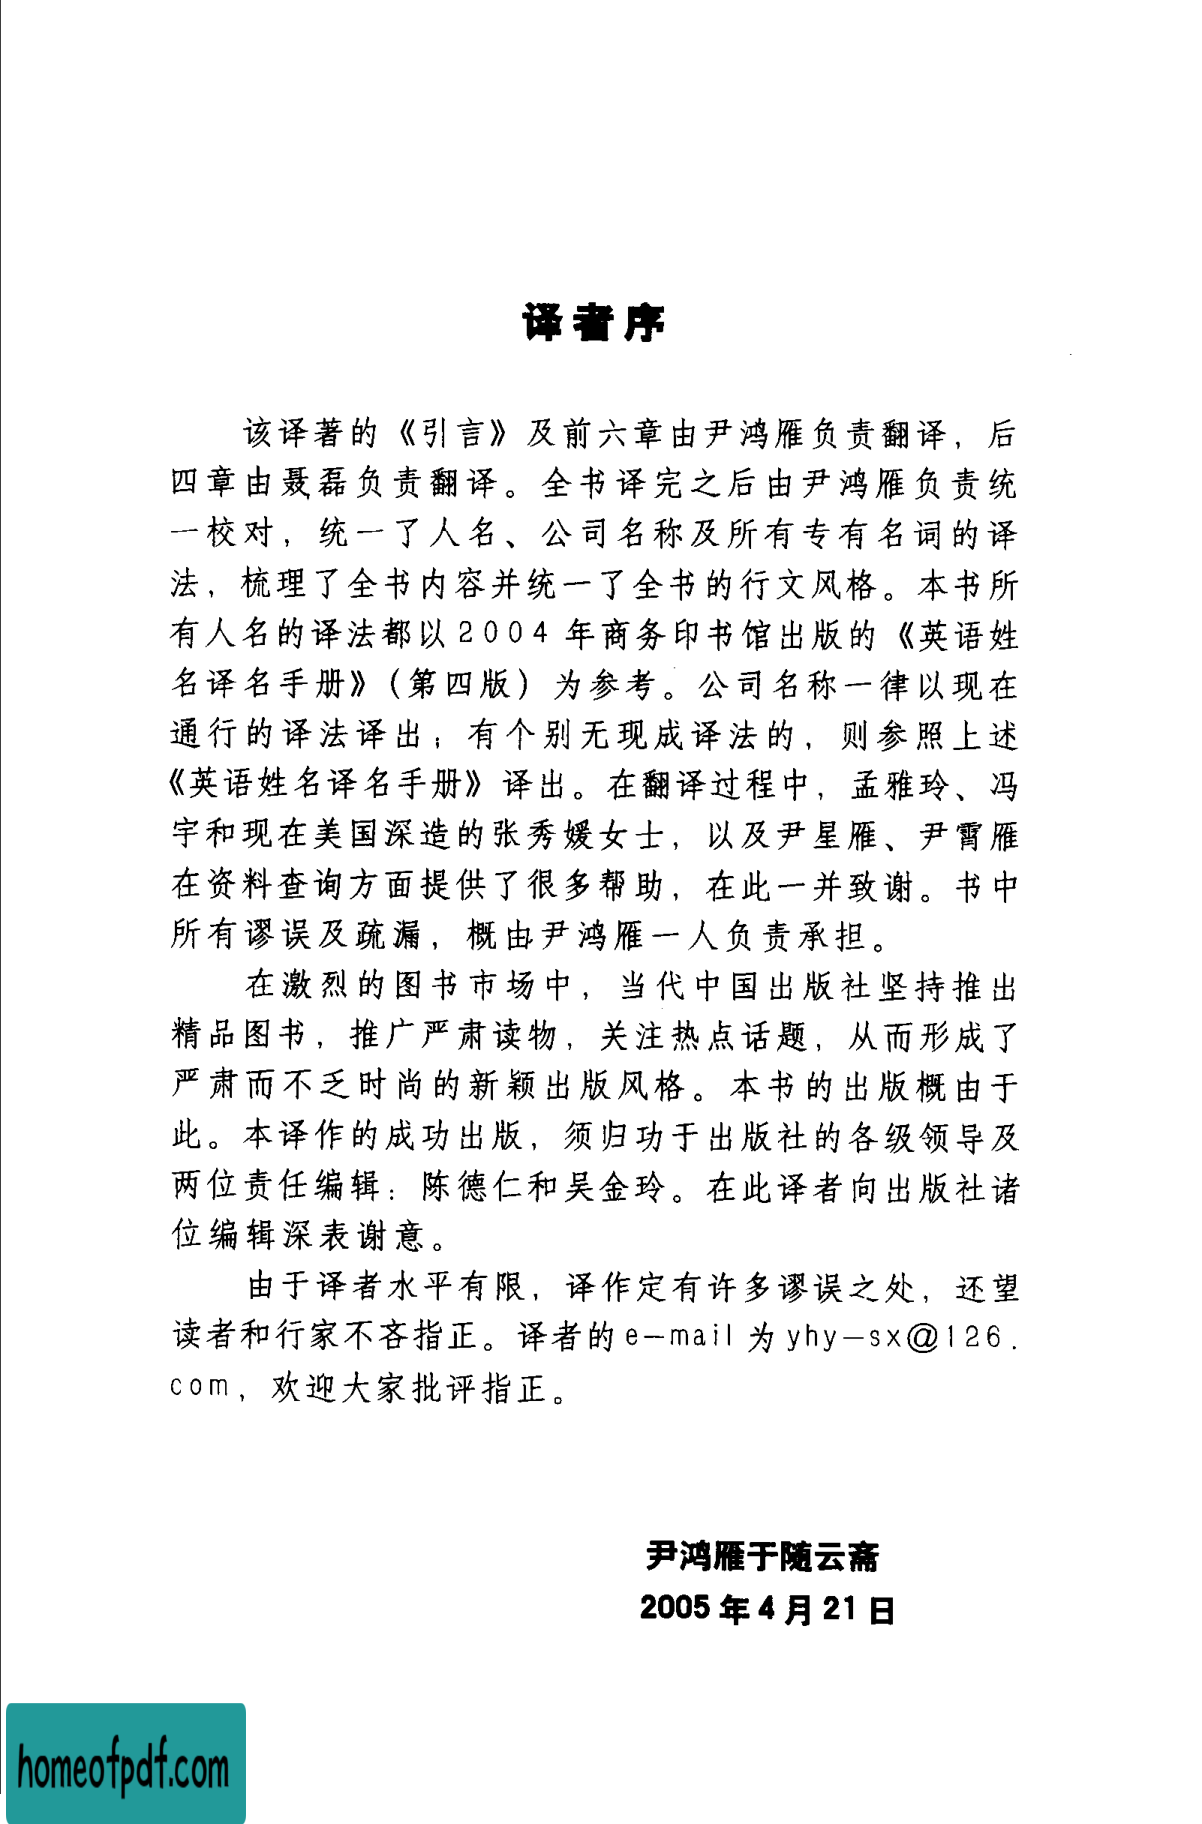 译者序
该译著的《引言》及前六章由尹鸿雁负责翻译，后
四章由聂磊负责翻译。全书译完之后由尹鸿雁负责统
一校对，统一了人名、公司名称及所有专有名词的译
法，梳理了全书内容并统一了全书的行文风格。本书所
有人名的译法都以2004年商务印书馆出版的《英语姓
名译名手册》（第四版）为参考。公司名称一律以现在
通行的译法译出；有个别无现成译法的，则参照上述
《英语姓名译名手册》译出。在翻译过程中，孟雅玲、冯
宇和现在美国深造的张秀媛女士，以及尹星雁、尹霄雁
在资料查询方面提供了很多帮助，在此一并致谢。书中
所有谬误及疏漏，概由尹鸿雁一人负责承担。
在激烈的图书市场中，当代中国出版社坚持推出
精品图书，推广严肃读物，关注热点话题，从而形成了
严肃而不乏时尚的新颖出版风格。本书的出版概由于
此。本译作的成功出版，须归功于出版社的各级领导及
两位责任编辑：陈德仁和吴金玲。在此译者向出版社诸
位编辑深表谢意。
由于译者水平有限，译作定有许多谬误之处，还望
读者和行家不吝指正。译者的e-mail为yhy-sx@126.
com，欢迎大家批评指正。
尹鸿雁于随云斋
2005年4月21日
homeofpdf.com